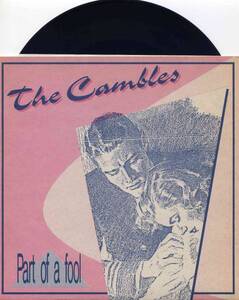 The Cambles
Part of a fool